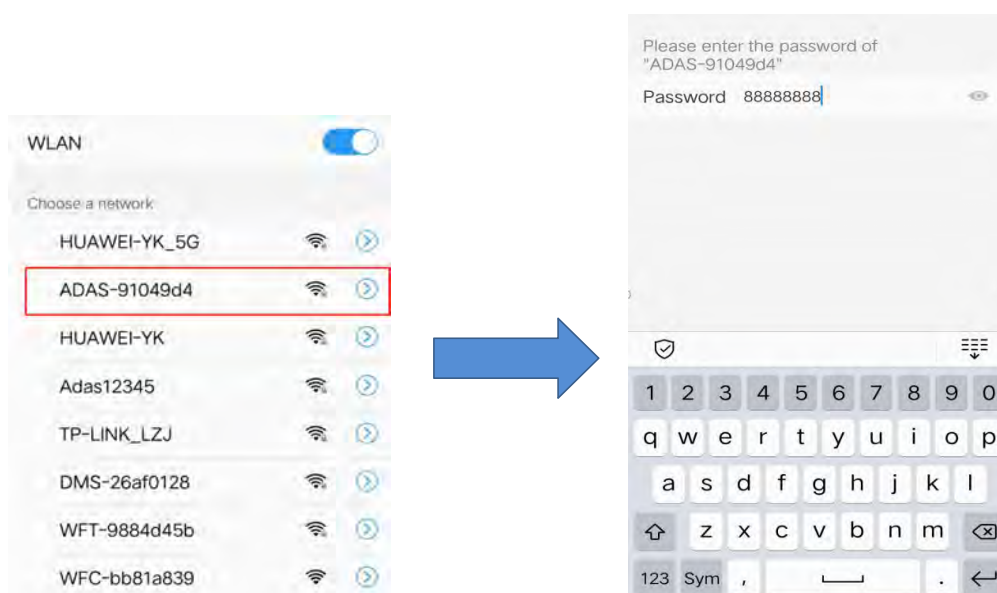 WLAN
Choose a network
HUAWEI-YK_5G
ADAS-91049d4
HUAWEI-YK
Adas12345
TP-LINK_LZJ
DMS-26af0128
WFT-9884d45b
WFC-bb81a839
Please enter the password of
"ADAS-91049d4"
Password 88888888
1 2 3 4 5 6 7 8 9 0
q w e r t y u i o p
a s d f g h j k l
z x c v b n m
123 Sym , .